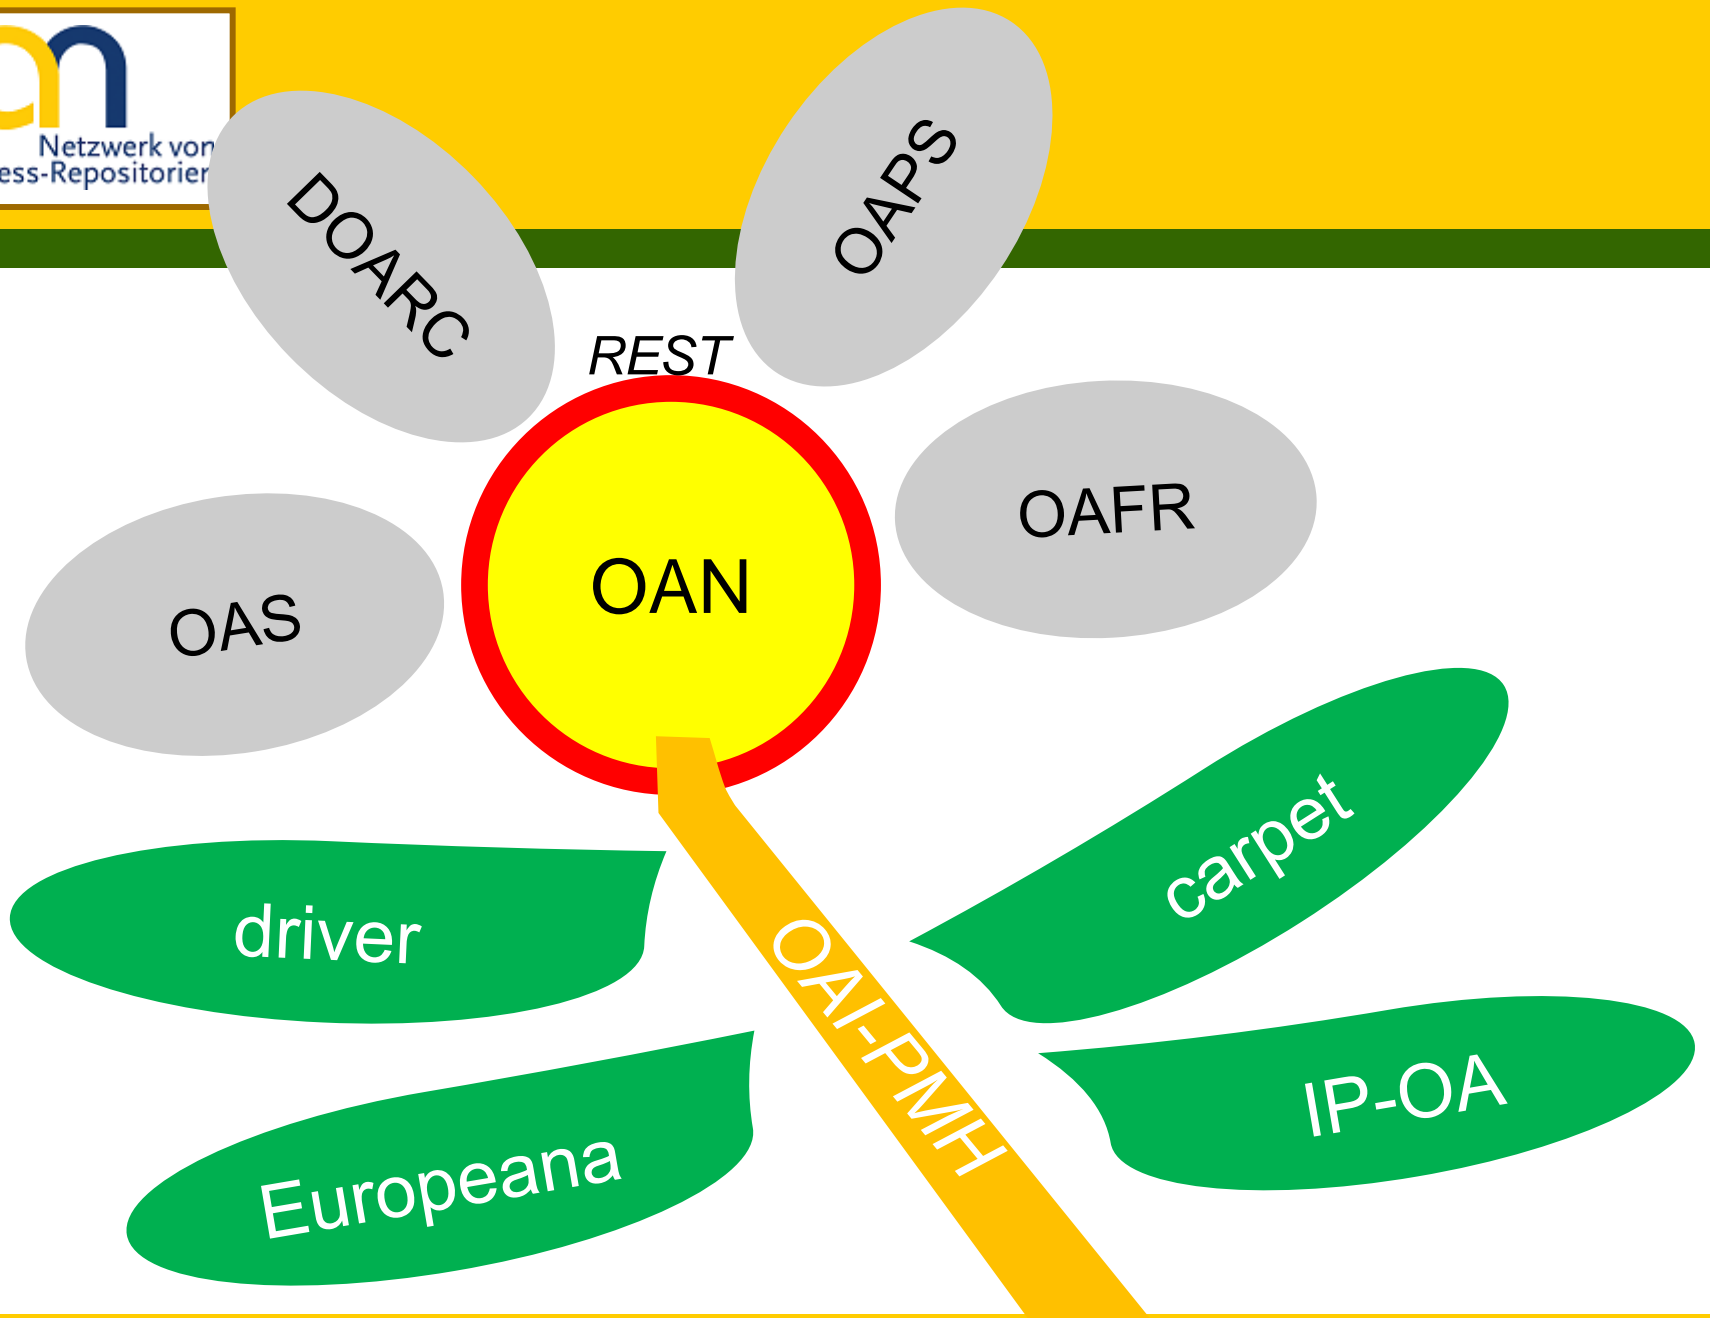 Netzwerk von
ess-Repositorien
DOARC
OAPS
REST
OAFR
OAN
OAS
carpet
driver
OAI-PMH
IP-OA
Europeana